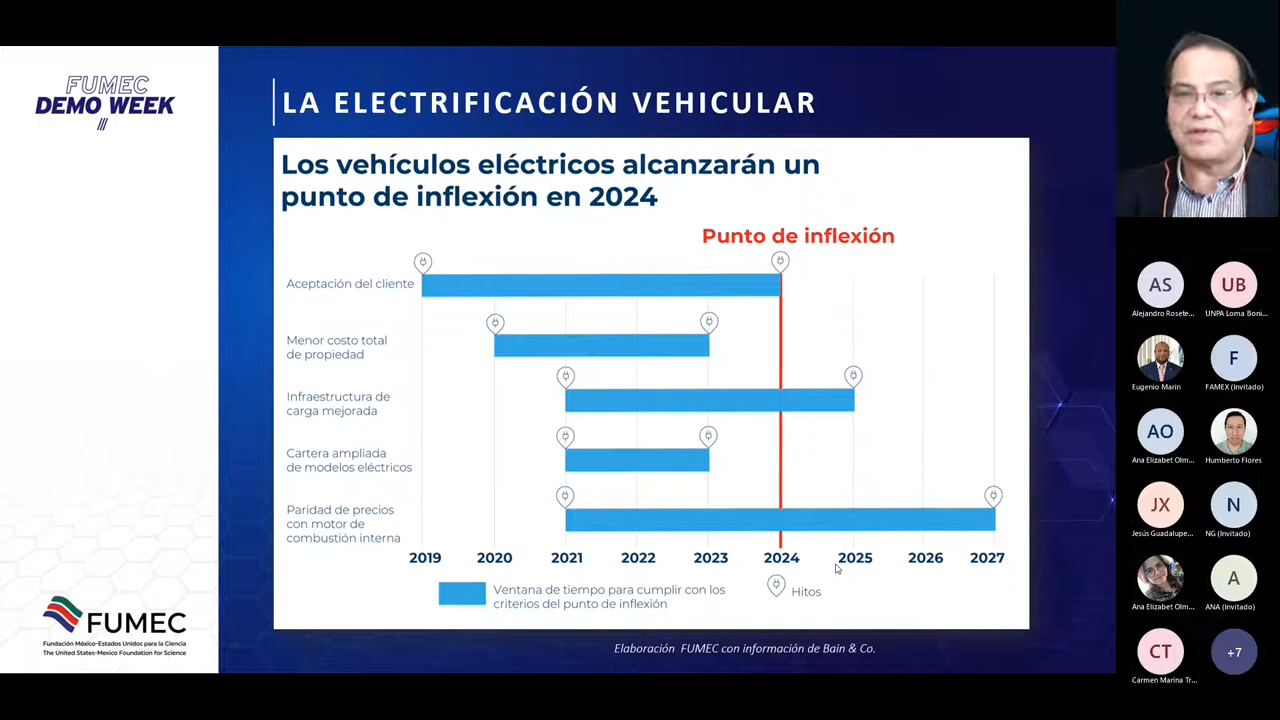 FUMEC
DEMO WEEK
LA ELECTRIFICACIÓN VEHICULAR
Los vehículos eléctricos alcanzarán un
punto de inflexión en 2024
Punto de inflexión
Aceptación del cliente
Menor costo total
de propiedad
Infraestructura de
carga mejorada
Cartera ampliada
de modelos eléctricos
Paridad de precios
con motor de
combustión interna
2019 2020 2021 2022 2023 2024 2025 2026 2027
Ventana de tiempo para cumplir con los
criterios del punto de inflexión
Hitos
Elaboración FUMEC con información de Bain & Co.
FUMEC
Fundación México-Estados Unidos para la Ciencia
The United States-Mexico Foundation for Science
AS
Alejandro Rosete...
UB
UNPA Loma Boni...
Eugenio Marin
F
FAMEX (Invitado)
AO
Ana Elizabet Olm...
Humberto Flores
JX
Jesús Guadalupe...
N
NG (Invitado)
Ana Elizabet Olm...
A
ANA (Invitado)
CT
Carmen Marina Tr...
+7